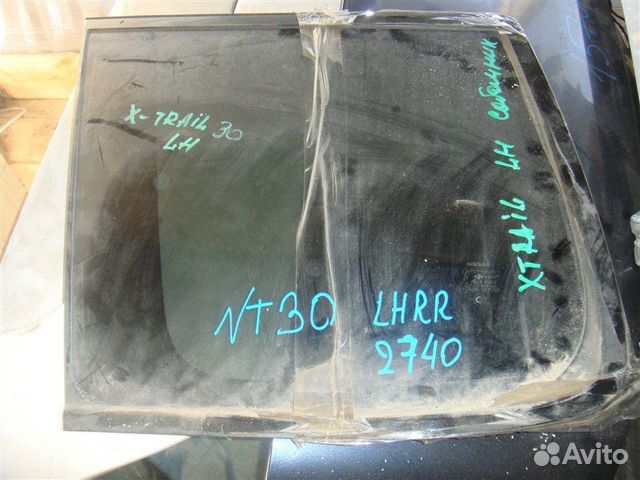 X-TRAIL 30
LH
NT30 LHRR
2740
XTRAIL LH
NISSAN
Avito